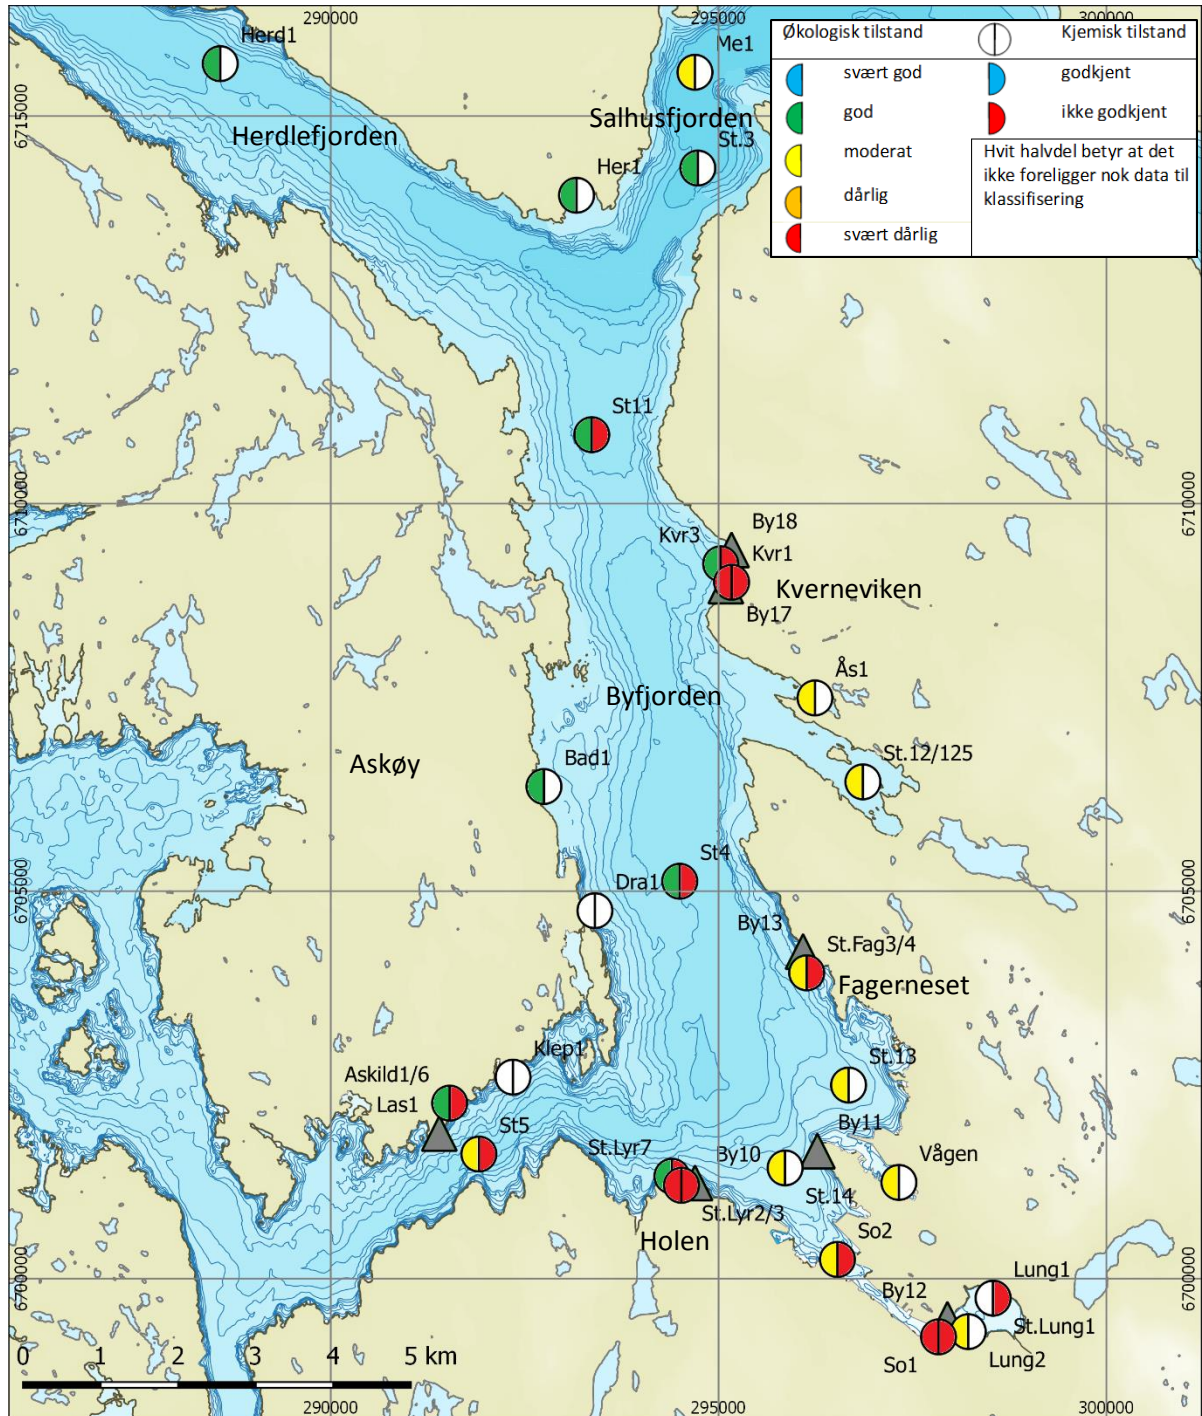 290000
295000
300000
Økologisk tilstand
Kjemisk tilstand
svært god
godkjent
god
ikke godkjent
moderat
Hvit halvdel betyr at det
ikke foreligger nok data til
klassifisering
dårlig
svært dårlig
Herd1
Me1
6715000
6715000
Salhusfjorden
Herdlefjorden
St.3
Her1
St11
6710000
6710000
By18
Kvr3
Kvr1
Kverneviken
By17
Ås1
Byfjorden
St.12/125
Askøy
Bad1
St4
Dra1
6705000
6705000
By13
St.Fag3/4
Fagerneset
Klep1
St.13
Askild1/6
Las1
St5
By11
St.Lyr7
By10
Vågen
St.14
St.Lyr2/3
So2
Holen
6700000
6700000
Lung1
By12
St.Lung1
So1
Lung2
0 1 2 3 4 5 km
290000
295000
300000